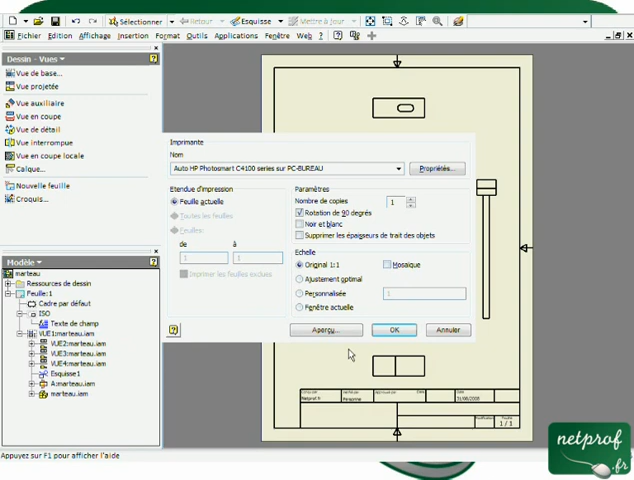 Sélectionner Retour Esquisse Mettre à jour
Fichier Edition Affichage Insertion Format Outils Applications Fenêtre Web ?
Dessin - Vues
Vue de base...
Vue projetée
Vue auxiliaire
Vue en coupe
Vue de détail
Vue interrompue
Vue en coupe locale
Calque...
Nouvelle feuille
Croquis...
Modèle
marteau
Ressources de dessin
Feuille:1
Cadre par défaut
ISO
Texte de champ
VUE1:marteau.iam
VUE2:marteau.iam
VUE3:marteau.iam
VUE4:marteau.iam
Esquisse1
A:marteau.iam
marteau.iam
Imprimante
Nom
Auto HP Photosmart C4100 series sur PC-BUREAU
Propriétés...
Etendue d'impression
Feuille actuelle
Toutes les feuilles
Feuilles:
de à
1 1
Imprimer les feuilles exclues
Paramètres
Nombre de copies 1
Rotation de 90 degrés
Noir et blanc
Supprimer les épaisseurs de trait des objets
Echelle
Original 1:1
Mosaïque
Ajustement optimal
Personnalisée 1
Fenêtre actuelle
Aperçu... OK Annuler
1 / 1
Appuyez sur F1 pour afficher l'aide
netprof
.fr